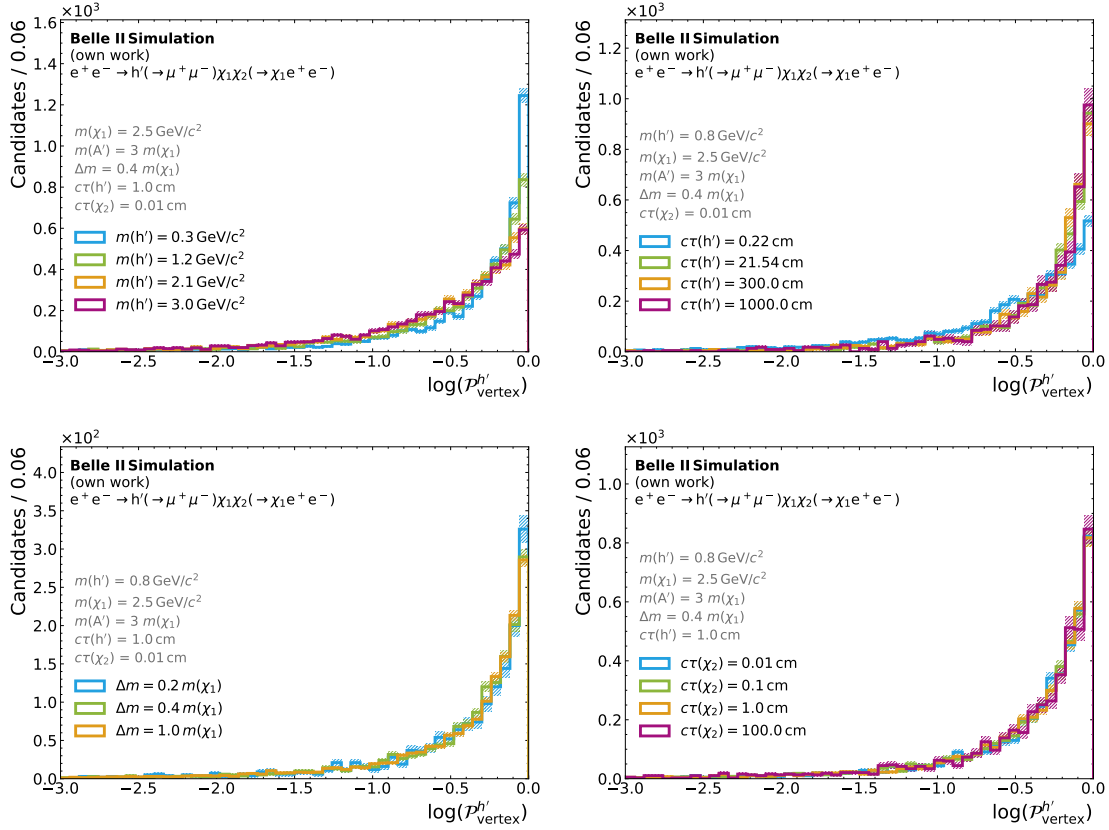 ×10³
Candidates / 0.06
1.6
1.4
1.2
1.0
0.8
0.6
0.4
0.2
0.0
Belle II Simulation
(own work)
e⁺e⁻ → h′(→ μ⁺μ⁻)χ₁χ₂(→ χ₁e⁺e⁻)
m(χ₁) = 2.5 GeV/c²
m(A′) = 3 m(χ₁)
Δm = 0.4 m(χ₁)
cτ(h′) = 1.0 cm
cτ(χ₂) = 0.01 cm
m(h′) = 0.3 GeV/c²
m(h′) = 1.2 GeV/c²
m(h′) = 2.1 GeV/c²
m(h′) = 3.0 GeV/c²
−3.0 −2.5 −2.0 −1.5 −1.0 −0.5 0.0
log(𝒫ʰ′vertex)
×10³
Candidates / 0.06
1.2
1.0
0.8
0.6
0.4
0.2
0.0
Belle II Simulation
(own work)
e⁺e⁻ → h′(→ μ⁺μ⁻)χ₁χ₂(→ χ₁e⁺e⁻)
m(h′) = 0.8 GeV/c²
m(χ₁) = 2.5 GeV/c²
m(A′) = 3 m(χ₁)
Δm = 0.4 m(χ₁)
cτ(χ₂) = 0.01 cm
cτ(h′) = 0.22 cm
cτ(h′) = 21.54 cm
cτ(h′) = 300.0 cm
cτ(h′) = 1000.0 cm
−3.0 −2.5 −2.0 −1.5 −1.0 −0.5 0.0
log(𝒫ʰ′vertex)
×10²
Candidates / 0.06
4.0
3.5
3.0
2.5
2.0
1.5
1.0
0.5
0.0
Belle II Simulation
(own work)
e⁺e⁻ → h′(→ μ⁺μ⁻)χ₁χ₂(→ χ₁e⁺e⁻)
m(h′) = 0.8 GeV/c²
m(χ₁) = 2.5 GeV/c²
m(A′) = 3 m(χ₁)
cτ(h′) = 1.0 cm
cτ(χ₂) = 0.01 cm
Δm = 0.2 m(χ₁)
Δm = 0.4 m(χ₁)
Δm = 1.0 m(χ₁)
−3.0 −2.5 −2.0 −1.5 −1.0 −0.5 0.0
log(𝒫ʰ′vertex)
×10³
Candidates / 0.06
1.0
0.8
0.6
0.4
0.2
0.0
Belle II Simulation
(own work)
e⁺e⁻ → h′(→ μ⁺μ⁻)χ₁χ₂(→ χ₁e⁺e⁻)
m(h′) = 0.8 GeV/c²
m(χ₁) = 2.5 GeV/c²
m(A′) = 3 m(χ₁)
Δm = 0.4 m(χ₁)
cτ(h′) = 1.0 cm
cτ(χ₂) = 0.01 cm
cτ(χ₂) = 0.1 cm
cτ(χ₂) = 1.0 cm
cτ(χ₂) = 100.0 cm
−3.0 −2.5 −2.0 −1.5 −1.0 −0.5 0.0
log(𝒫ʰ′vertex)